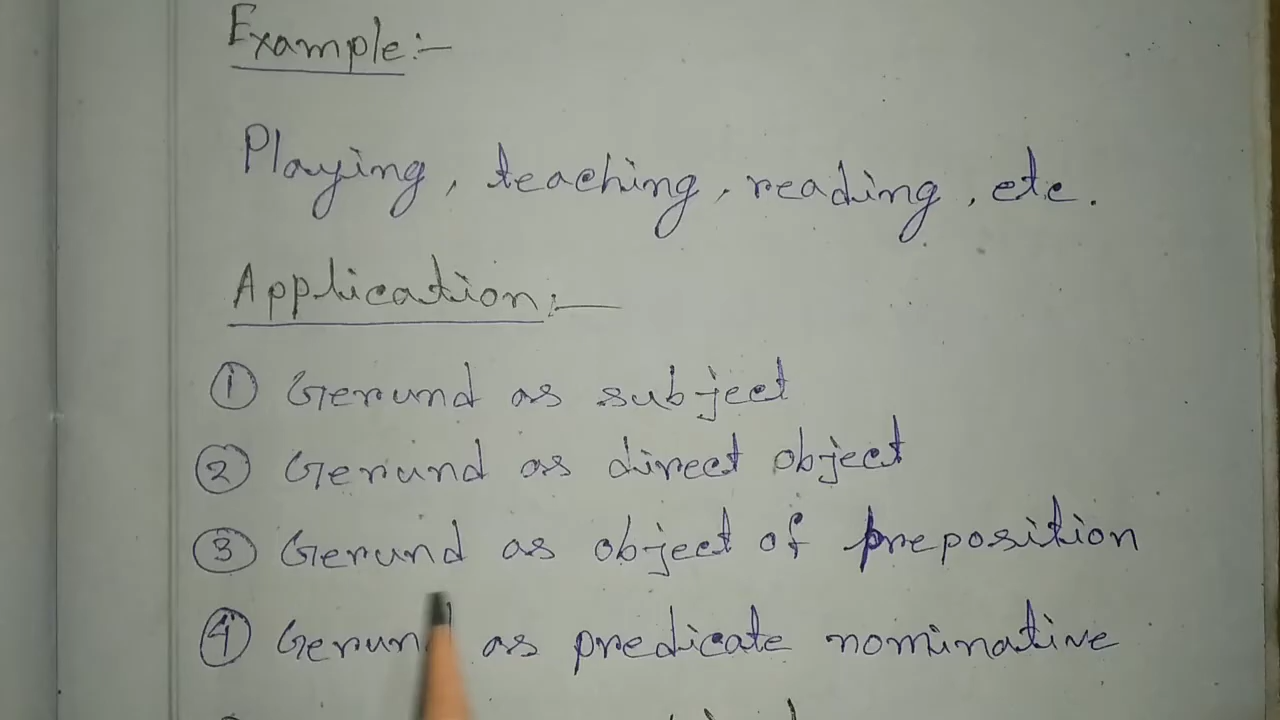 Example:-
Playing, teaching, reading, etc.
Application:-
① Gerund as subject
② Gerund as direct object
③ Gerund as object of preposition
④ Gerund as predicate nominative